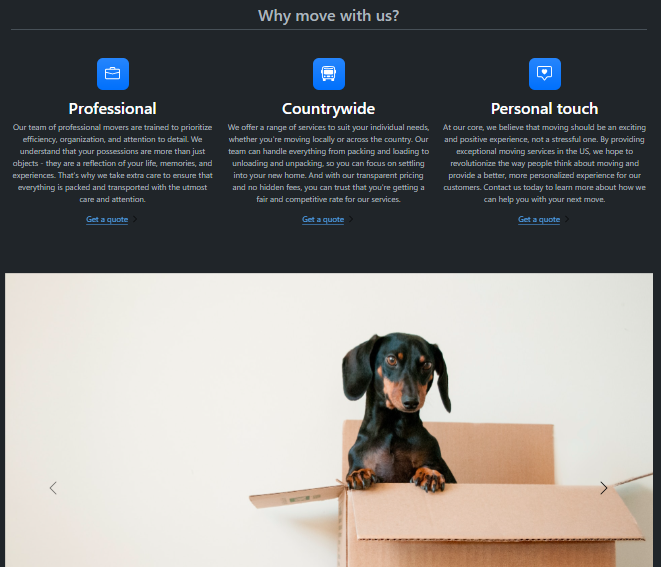 Why move with us?
Professional
Our team of professional movers are trained to prioritize
efficiency, organization, and attention to detail. We
understand that your possessions are more than just
objects - they are a reflection of your life, memories, and
experiences. That's why we take extra care to ensure that
everything is packed and transported with the utmost
care and attention.
Get a quote
Countrywide
We offer a range of services to suit your individual needs,
whether you're moving locally or across the country. Our
team can handle everything from packing and loading to
unloading and unpacking, so you can focus on settling
into your new home. And with our transparent pricing
and no hidden fees, you can trust that you're getting a
fair and competitive rate for our services.
Get a quote
Personal touch
At our core, we believe that moving should be an exciting
and positive experience, not a stressful one. By providing
exceptional moving services in the US, we hope to
revolutionize the way people think about moving and
provide a better, more personalized experience for our
customers. Contact us today to learn more about how we
can help you with your next move.
Get a quote